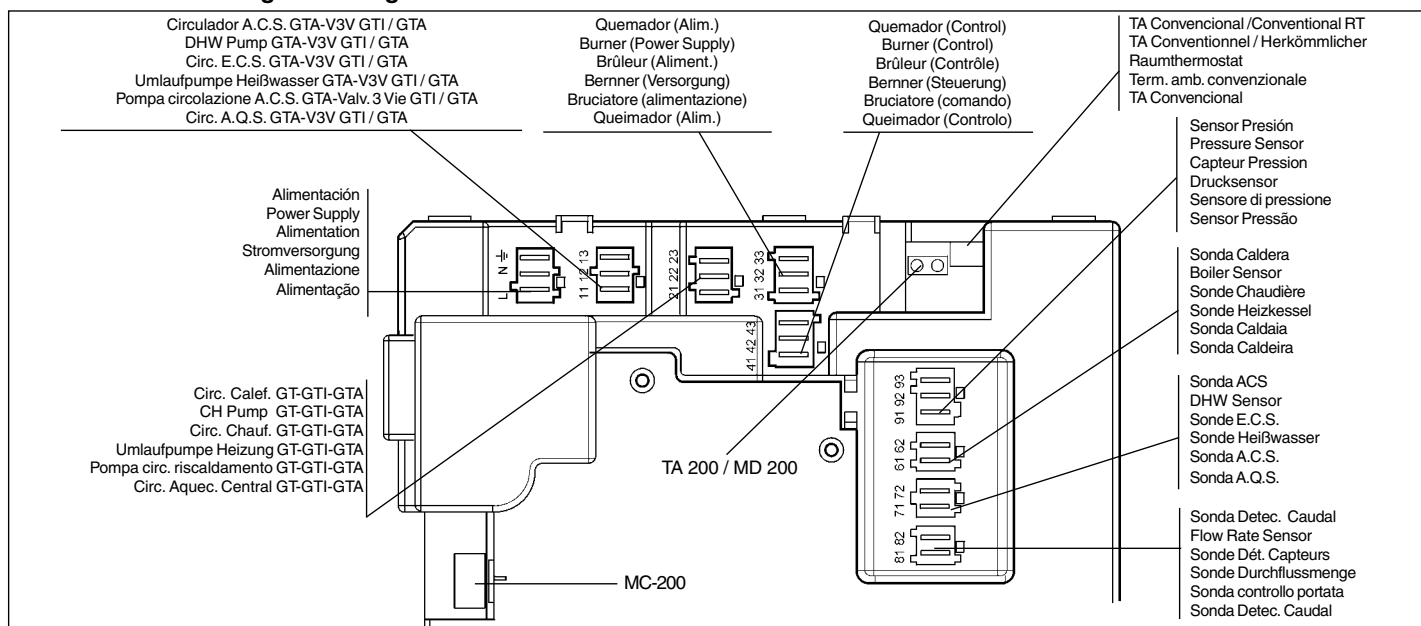 Circulador A.C.S. GTA-V3V GTI / GTA
DHW Pump GTA-V3V GTI / GTA
Circ. E.C.S. GTA-V3V GTI / GTA
Umlaufpumpe Heißwasser GTA-V3V GTI / GTA
Pompa circolazione A.C.S. GTA-Valv. 3 Vie GTI / GTA
Circ. A.Q.S. GTA-V3V GTI / GTA
Quemador (Alim.)
Burner (Power Supply)
Brûleur (Aliment.)
Bernner (Versorgung)
Bruciatore (alimentazione)
Queimador (Alim.)
Quemador (Control)
Burner (Control)
Brûleur (Contrôle)
Bernner (Steuerung)
Bruciatore (comando)
Queimador (Controlo)
TA Convencional / Conventional RT
TA Conventionnel / Herkömmlicher
Raumthermostat
Term. amb. convenzionale
TA Convencional
Sensor Presión
Pressure Sensor
Capteur Pression
Drucksensor
Sensore di pressione
Sensor Pressão
Alimentación
Power Supply
Alimentation
Stromversorgung
Alimentazione
Alimentação
L N
11 12 13
21 22 23
31 32 33
41 42 43
Sonda Caldera
Boiler Sensor
Sonde Chaudière
Sonde Heizkessel
Sonda Caldaia
Sonda Caldeira
Circ. Calef. GT-GTI-GTA
CH Pump GT-GTI-GTA
Circ. Chauf. GT-GTI-GTA
Umlaufpumpe Heizung GT-GTI-GTA
Pompa circ. riscaldamento GT-GTI-GTA
Circ. Aquec. Central GT-GTI-GTA
TA 200 / MD 200
91 92 93
61 62
71 72
81 82
Sonda ACS
DHW Sensor
Sonde E.C.S.
Sonde Heißwasser
Sonda A.C.S.
Sonda A.Q.S.
MC-200
Sonda Detec. Caudal
Flow Rate Sensor
Sonde Dét. Capteurs
Sonde Durchflussmenge
Sonda controllo portata
Sonda Detec. Caudal